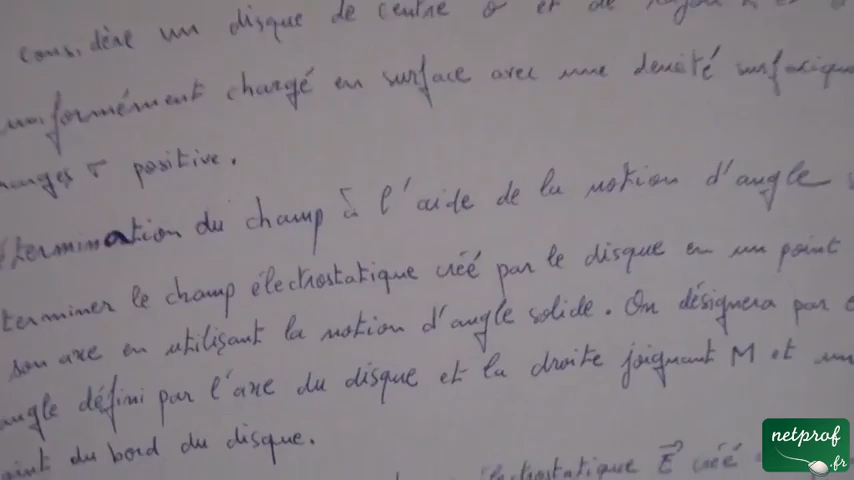 considère un disque de centre O et de rayon R
uniformément chargé en surface avec une densité surfacique
charges σ positive.
termination du champ à l'aide de la notion d'angle s
terminer le champ électrostatique créé par le disque en un point
son axe en utilisant la notion d'angle solide. On désignera par
angle défini par l'axe du disque et la droite joignant M et un
oint du bord du disque.
électrostatique E⃗ créé
netprof
.fr